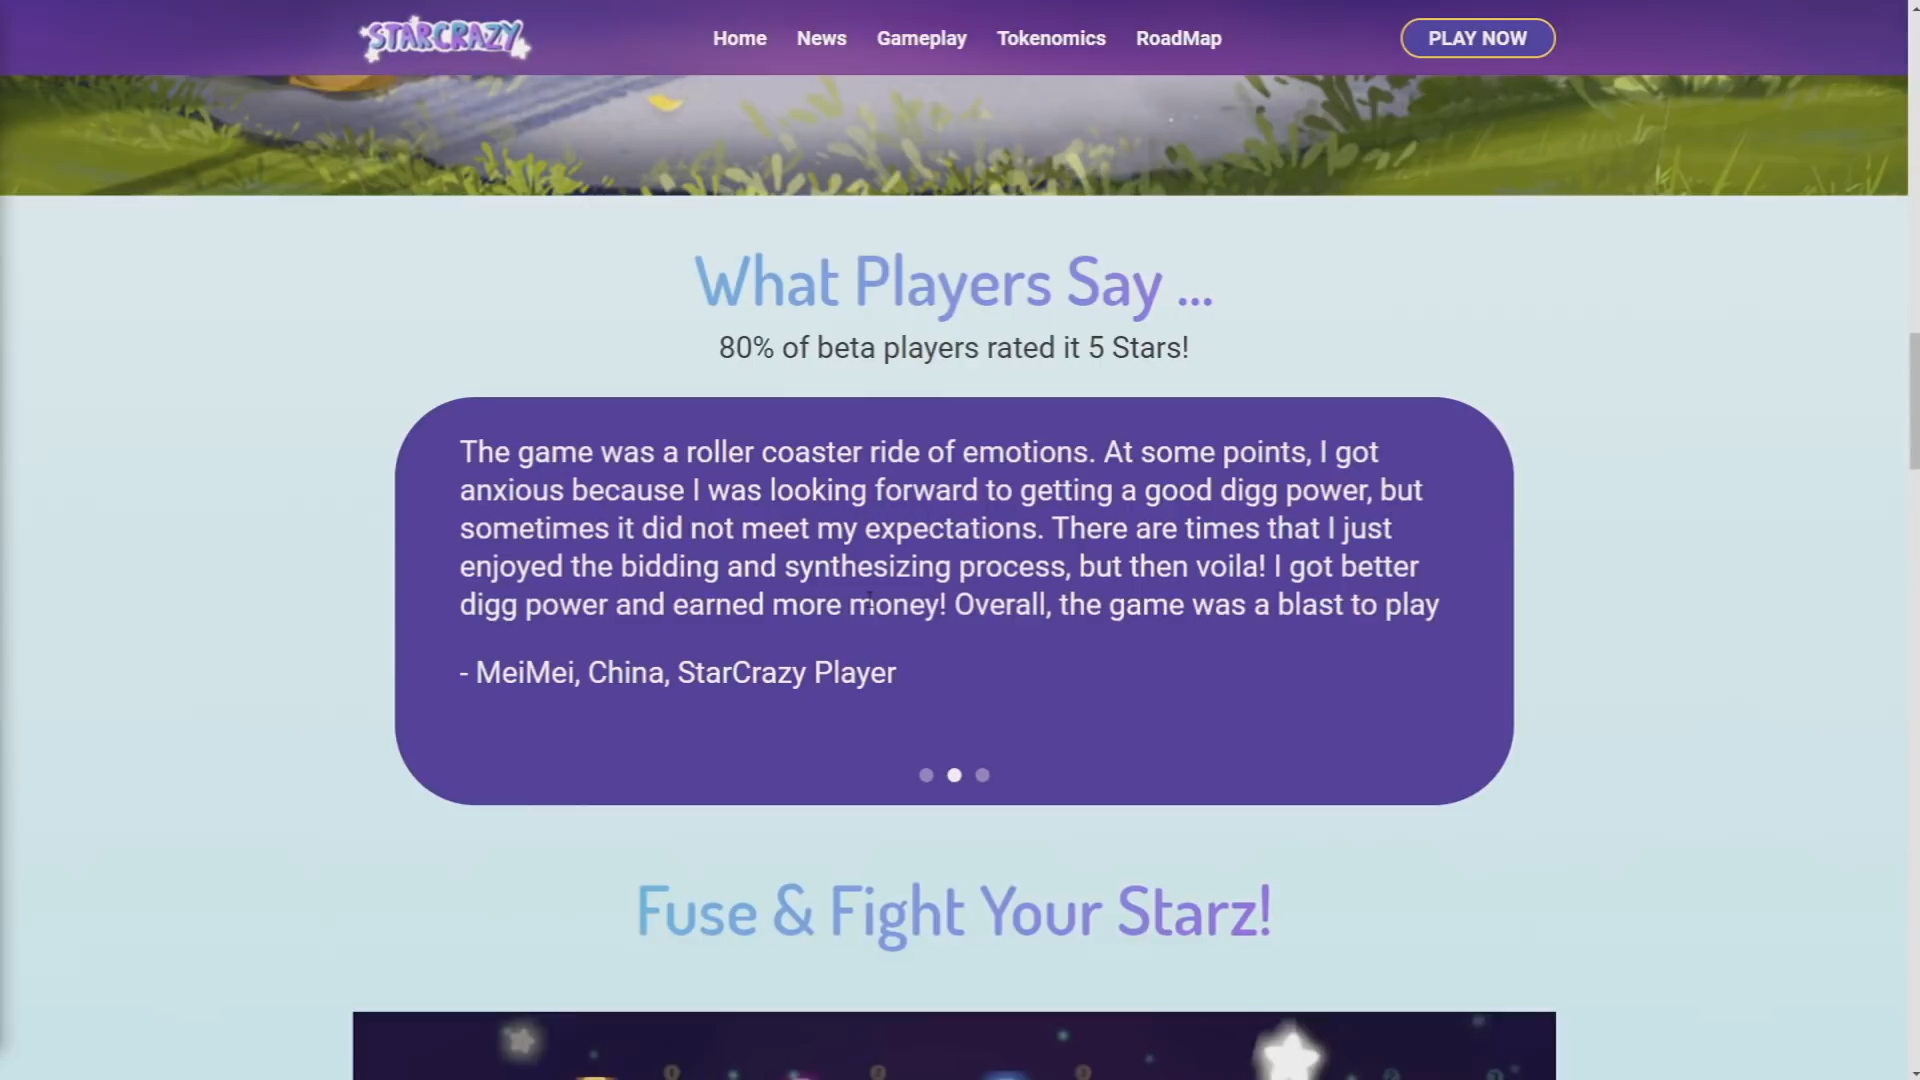 STARCRAZY
Home
News
Gameplay
Tokenomics
RoadMap
PLAY NOW
What Players Say ...
80% of beta players rated it 5 Stars!
The game was a roller coaster ride of emotions. At some points, I got
anxious because I was looking forward to getting a good digg power, but
sometimes it did not meet my expectations. There are times that I just
enjoyed the bidding and synthesizing process, but then voila! I got better
digg power and earned more money! Overall, the game was a blast to play
- MeiMei, China, StarCrazy Player
Fuse & Fight Your Starz!